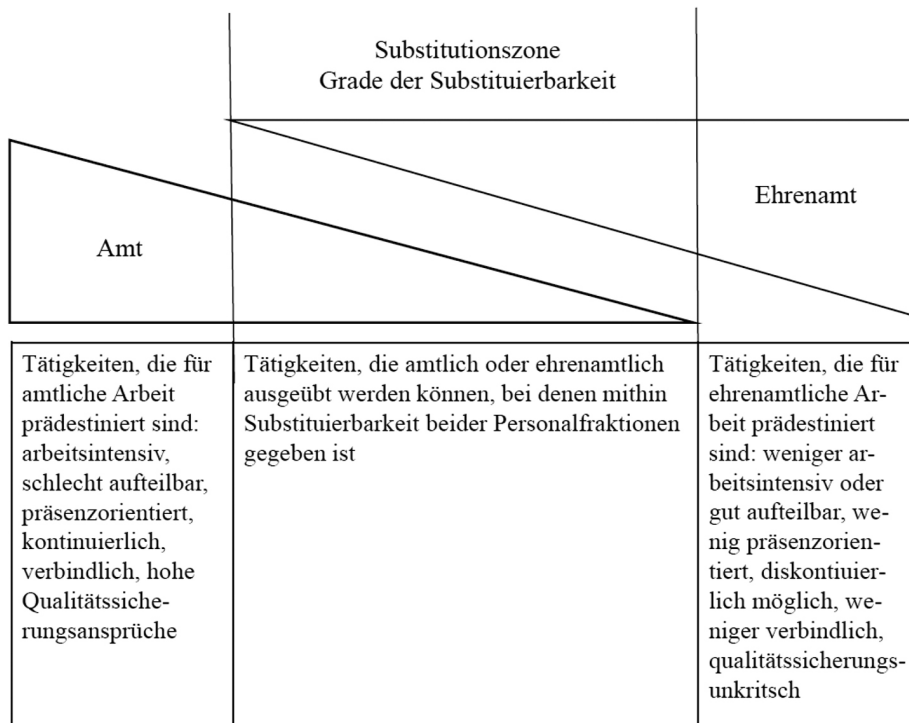 Substitutionszone
Grade der Substituierbarkeit
Amt
Ehrenamt
Tätigkeiten, die für
amtliche Arbeit
prädestiniert sind:
arbeitsintensiv,
schlecht aufteilbar,
präsenzorientiert,
kontinuierlich,
verbindlich, hohe
Qualitätssiche-
rungsansprüche
Tätigkeiten, die amtlich oder ehrenamtlich
ausgeübt werden können, bei denen mithin
Substituierbarkeit beider Personalfraktionen
gegeben ist
Tätigkeiten, die für
ehrenamtliche Ar-
beit prädestiniert
sind: weniger ar-
beitsintensiv oder
gut aufteilbar, we-
nig präsenzorien-
tiert, diskontiuier-
lich möglich, we-
niger verbindlich,
qualitätssicherungs-
unkritsch